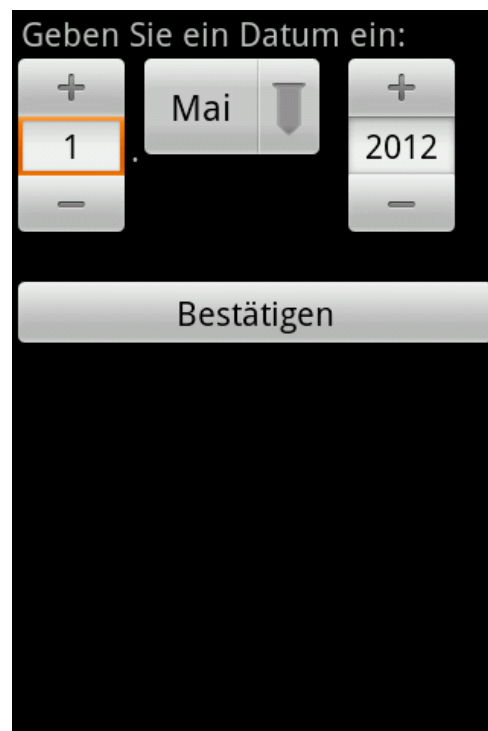 Geben Sie ein Datum ein:
+ +
1 . Mai 2012
− −
Bestätigen